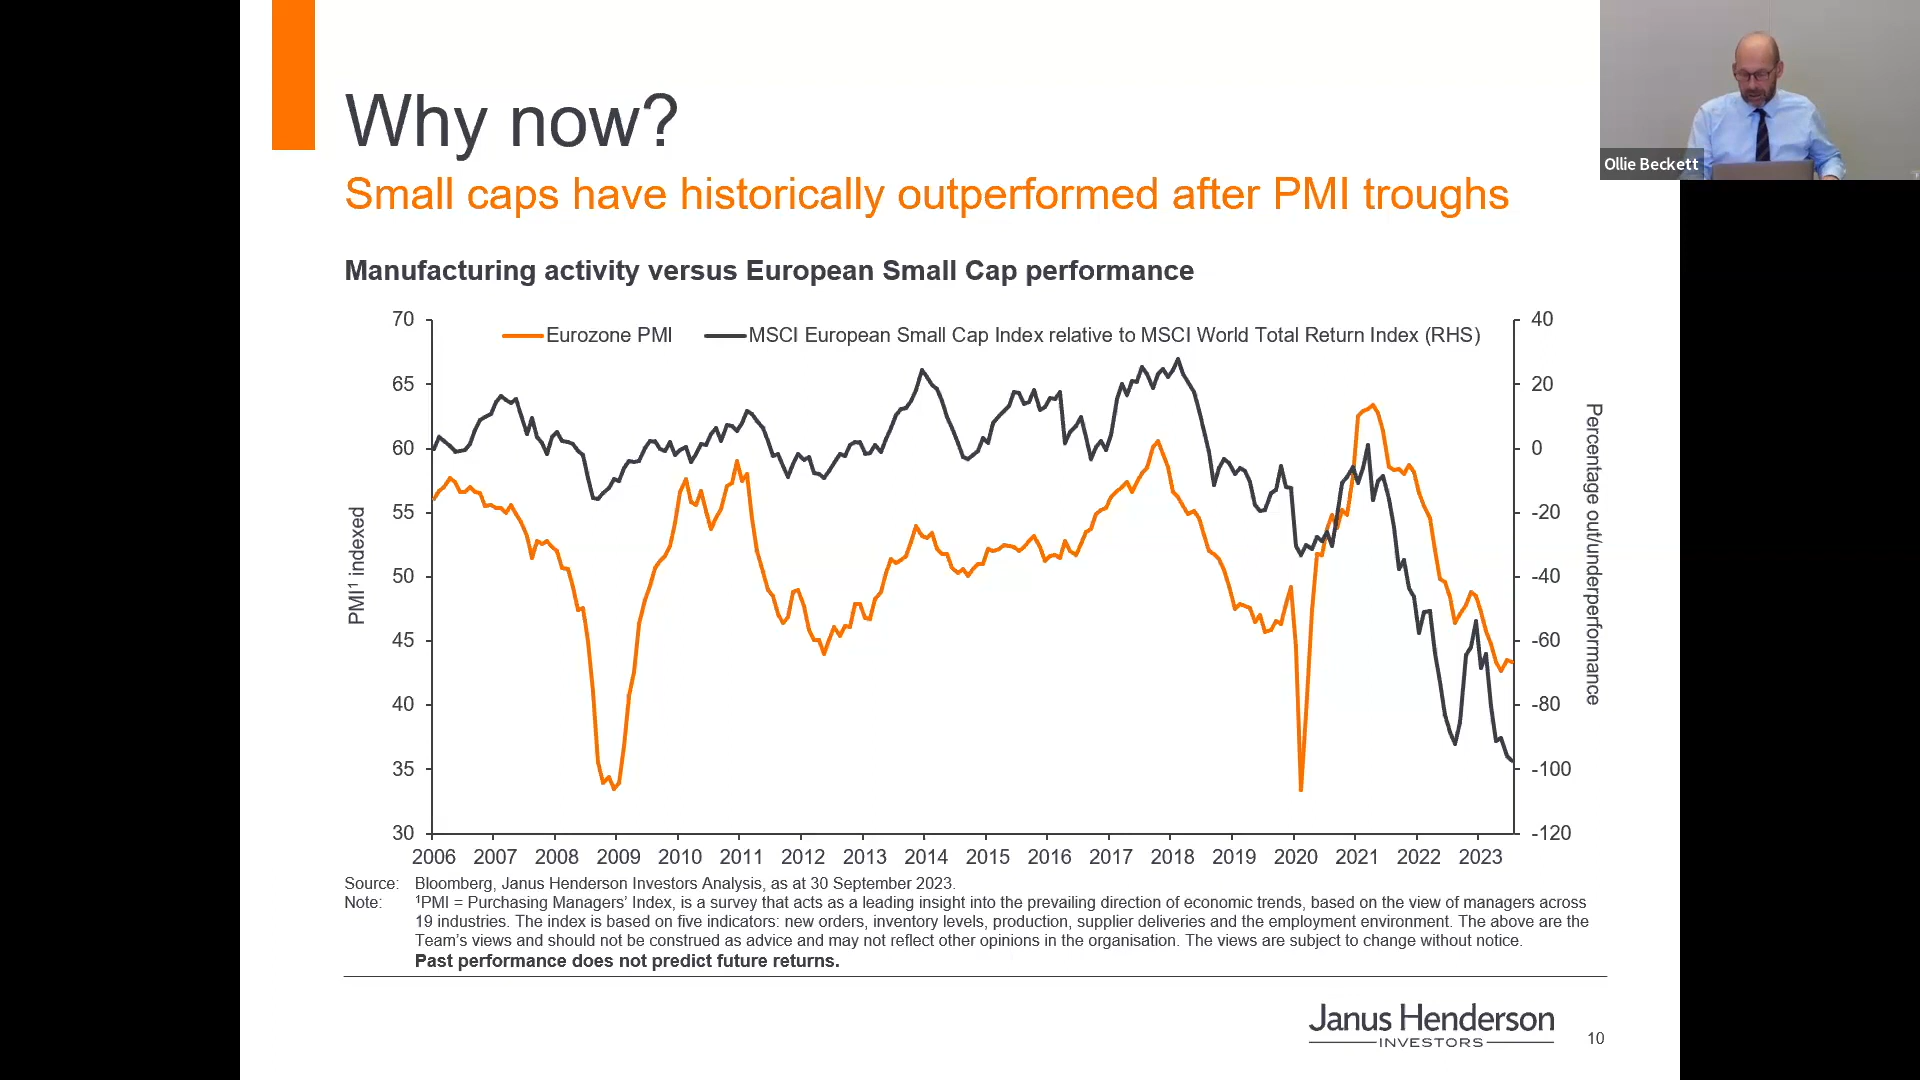 Why now?
Small caps have historically outperformed after PMI troughs
Ollie Beckett
Manufacturing activity versus European Small Cap performance
Eurozone PMI
MSCI European Small Cap Index relative to MSCI World Total Return Index (RHS)
PMI¹ indexed
70
65
60
55
50
45
40
35
30
40
20
0
-20
-40
-60
-80
-100
-120
Percentage out/underperformance
2006 2007 2008 2009 2010 2011 2012 2013 2014 2015 2016 2017 2018 2019 2020 2021 2022 2023
Source: Bloomberg, Janus Henderson Investors Analysis, as at 30 September 2023.
Note: ¹PMI = Purchasing Managers’ Index, is a survey that acts as a leading insight into the prevailing direction of economic trends, based on the view of managers across
19 industries. The index is based on five indicators: new orders, inventory levels, production, supplier deliveries and the employment environment. The above are the
Team’s views and should not be construed as advice and may not reflect other opinions in the organisation. The views are subject to change without notice.
Past performance does not predict future returns.
Janus Henderson
INVESTORS
10